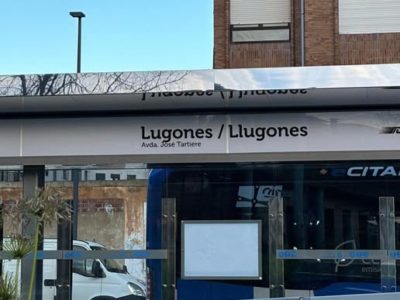 Lugones / Llugones
Avda. José Tartiere
CITA